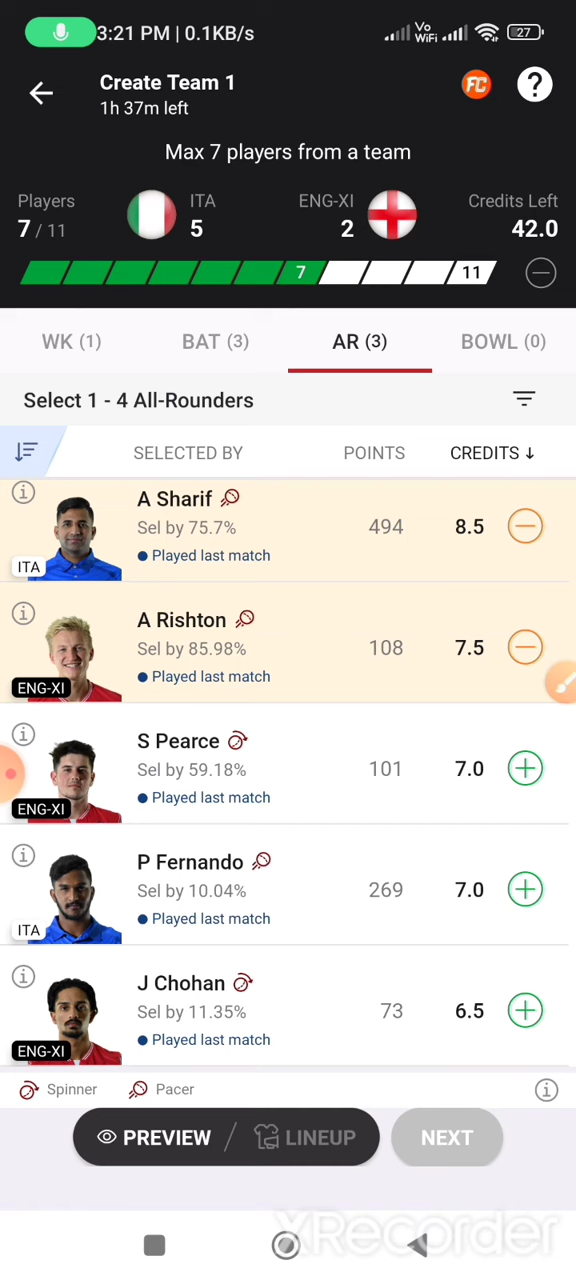 3:21 PM | 0.1KB/s
Vo
WiFi
27
Create Team 1
1h 37m left
FC
?
Max 7 players from a team
Players
7 / 11
ITA
5
ENG-XI
2
Credits Left
42.0
7
11
WK (1)
BAT (3)
AR (3)
BOWL (0)
Select 1 - 4 All-Rounders
SELECTED BY
POINTS
CREDITS ↓
A Sharif
Sel by 75.7%
494
8.5
Played last match
ITA
A Rishton
Sel by 85.98%
108
7.5
Played last match
ENG-XI
S Pearce
Sel by 59.18%
101
7.0
Played last match
ENG-XI
P Fernando
Sel by 10.04%
269
7.0
Played last match
ITA
J Chohan
Sel by 11.35%
73
6.5
Played last match
ENG-XI
Spinner
Pacer
PREVIEW / LINEUP
NEXT
XRecorder